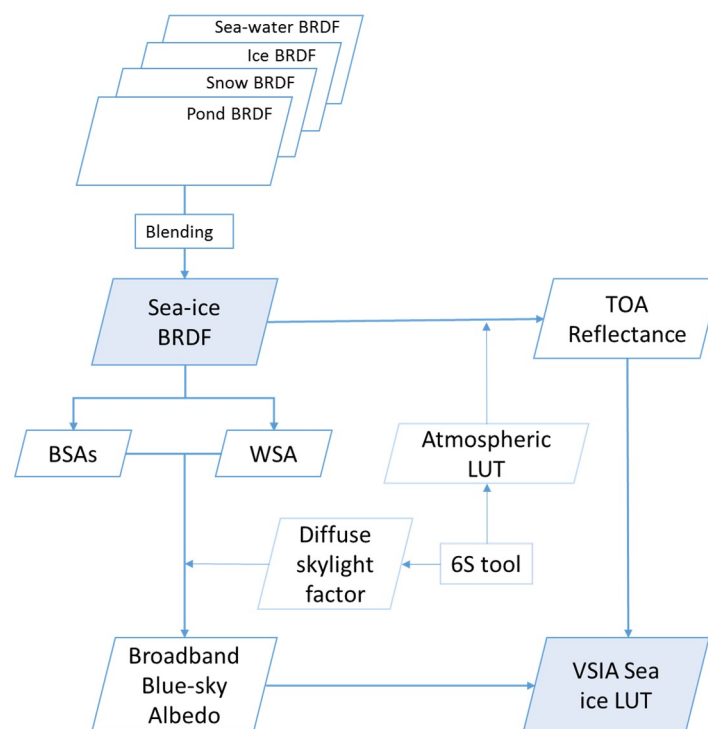 Sea-water BRDF
Ice BRDF
Snow BRDF
Pond BRDF
Blending
Sea-ice
BRDF
TOA
Reflectance
BSAs
WSA
Atmospheric
LUT
Diffuse
skylight
factor
6S tool
Broadband
Blue-sky
Albedo
VSIA Sea
ice LUT